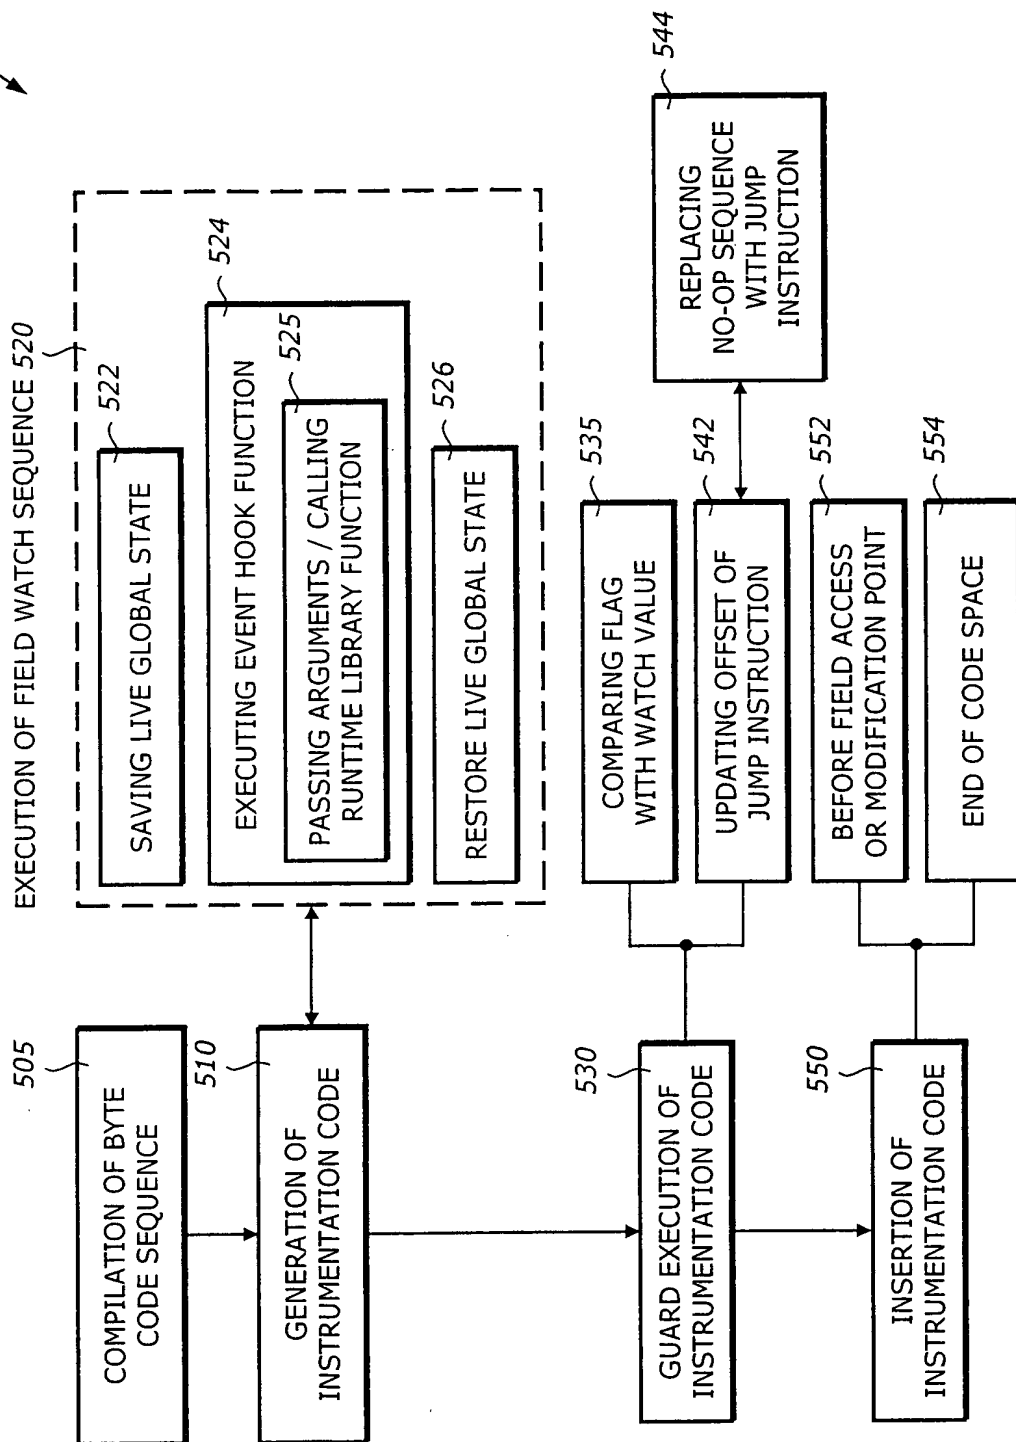 EXECUTION OF FIELD WATCH SEQUENCE 520
505
COMPILATION OF BYTE
CODE SEQUENCE
510
GENERATION OF
INSTRUMENTATION CODE
522
SAVING LIVE GLOBAL STATE
524
EXECUTING EVENT HOOK FUNCTION
525
PASSING ARGUMENTS / CALLING
RUNTIME LIBRARY FUNCTION
526
RESTORE LIVE GLOBAL STATE
530
GUARD EXECUTION OF
INSTRUMENTATION CODE
535
COMPARING FLAG
WITH WATCH VALUE
542
UPDATING OFFSET OF
JUMP INSTRUCTION
544
REPLACING
NO-OP SEQUENCE
WITH JUMP
INSTRUCTION
550
INSERTION OF
INSTRUMENTATION CODE
552
BEFORE FIELD ACCESS
OR MODIFICATION POINT
554
END OF CODE SPACE